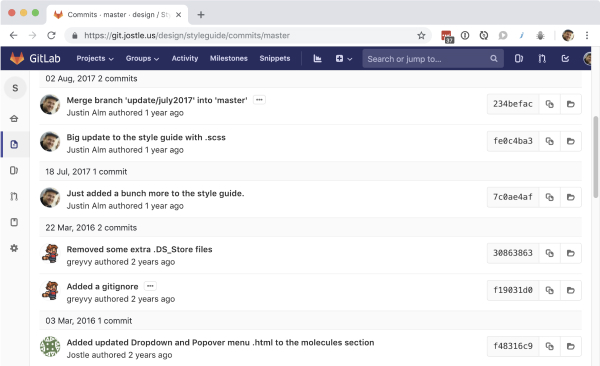 Commits · master · design / St
https://git.jostle.us/design/styleguide/commits/master
37
GitLab Projects Groups Activity Milestones Snippets Search or jump to...
S
02 Aug, 2017 2 commits
Merge branch 'update/july2017' into 'master'
Justin Alm authored 1 year ago
234befac
Big update to the style guide with .scss
Justin Alm authored 1 year ago
fe0c4ba3
18 Jul, 2017 1 commit
Just added a bunch more to the style guide.
Justin Alm authored 1 year ago
7c0ae4af
22 Mar, 2016 2 commits
Removed some extra .DS_Store files
greyvy authored 2 years ago
30863863
Added a gitignore
greyvy authored 2 years ago
f19031d0
03 Mar, 2016 1 commit
Added updated Dropdown and Popover menu .html to the molecules section
Jostle authored 2 years ago
f48316c9